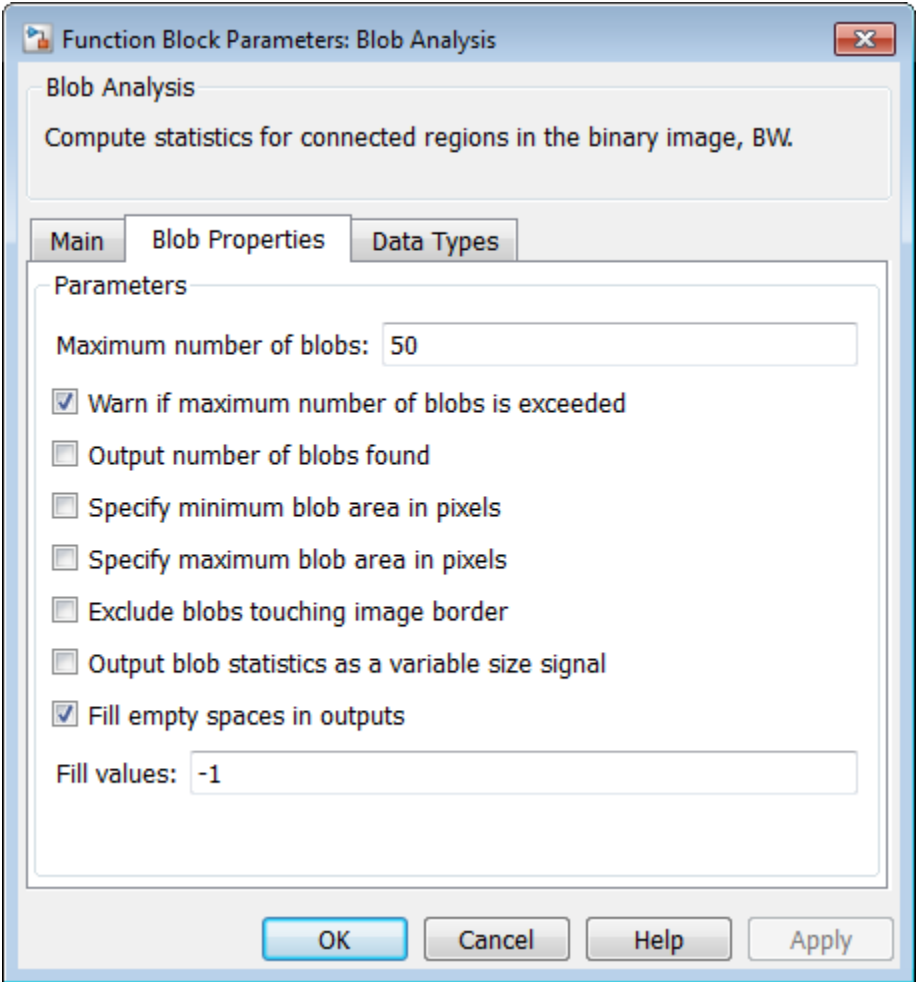 Function Block Parameters: Blob Analysis
Blob Analysis
Compute statistics for connected regions in the binary image, BW.
Main Blob Properties Data Types
Parameters
Maximum number of blobs: 50
Warn if maximum number of blobs is exceeded
Output number of blobs found
Specify minimum blob area in pixels
Specify maximum blob area in pixels
Exclude blobs touching image border
Output blob statistics as a variable size signal
Fill empty spaces in outputs
Fill values: -1
OK Cancel Help Apply